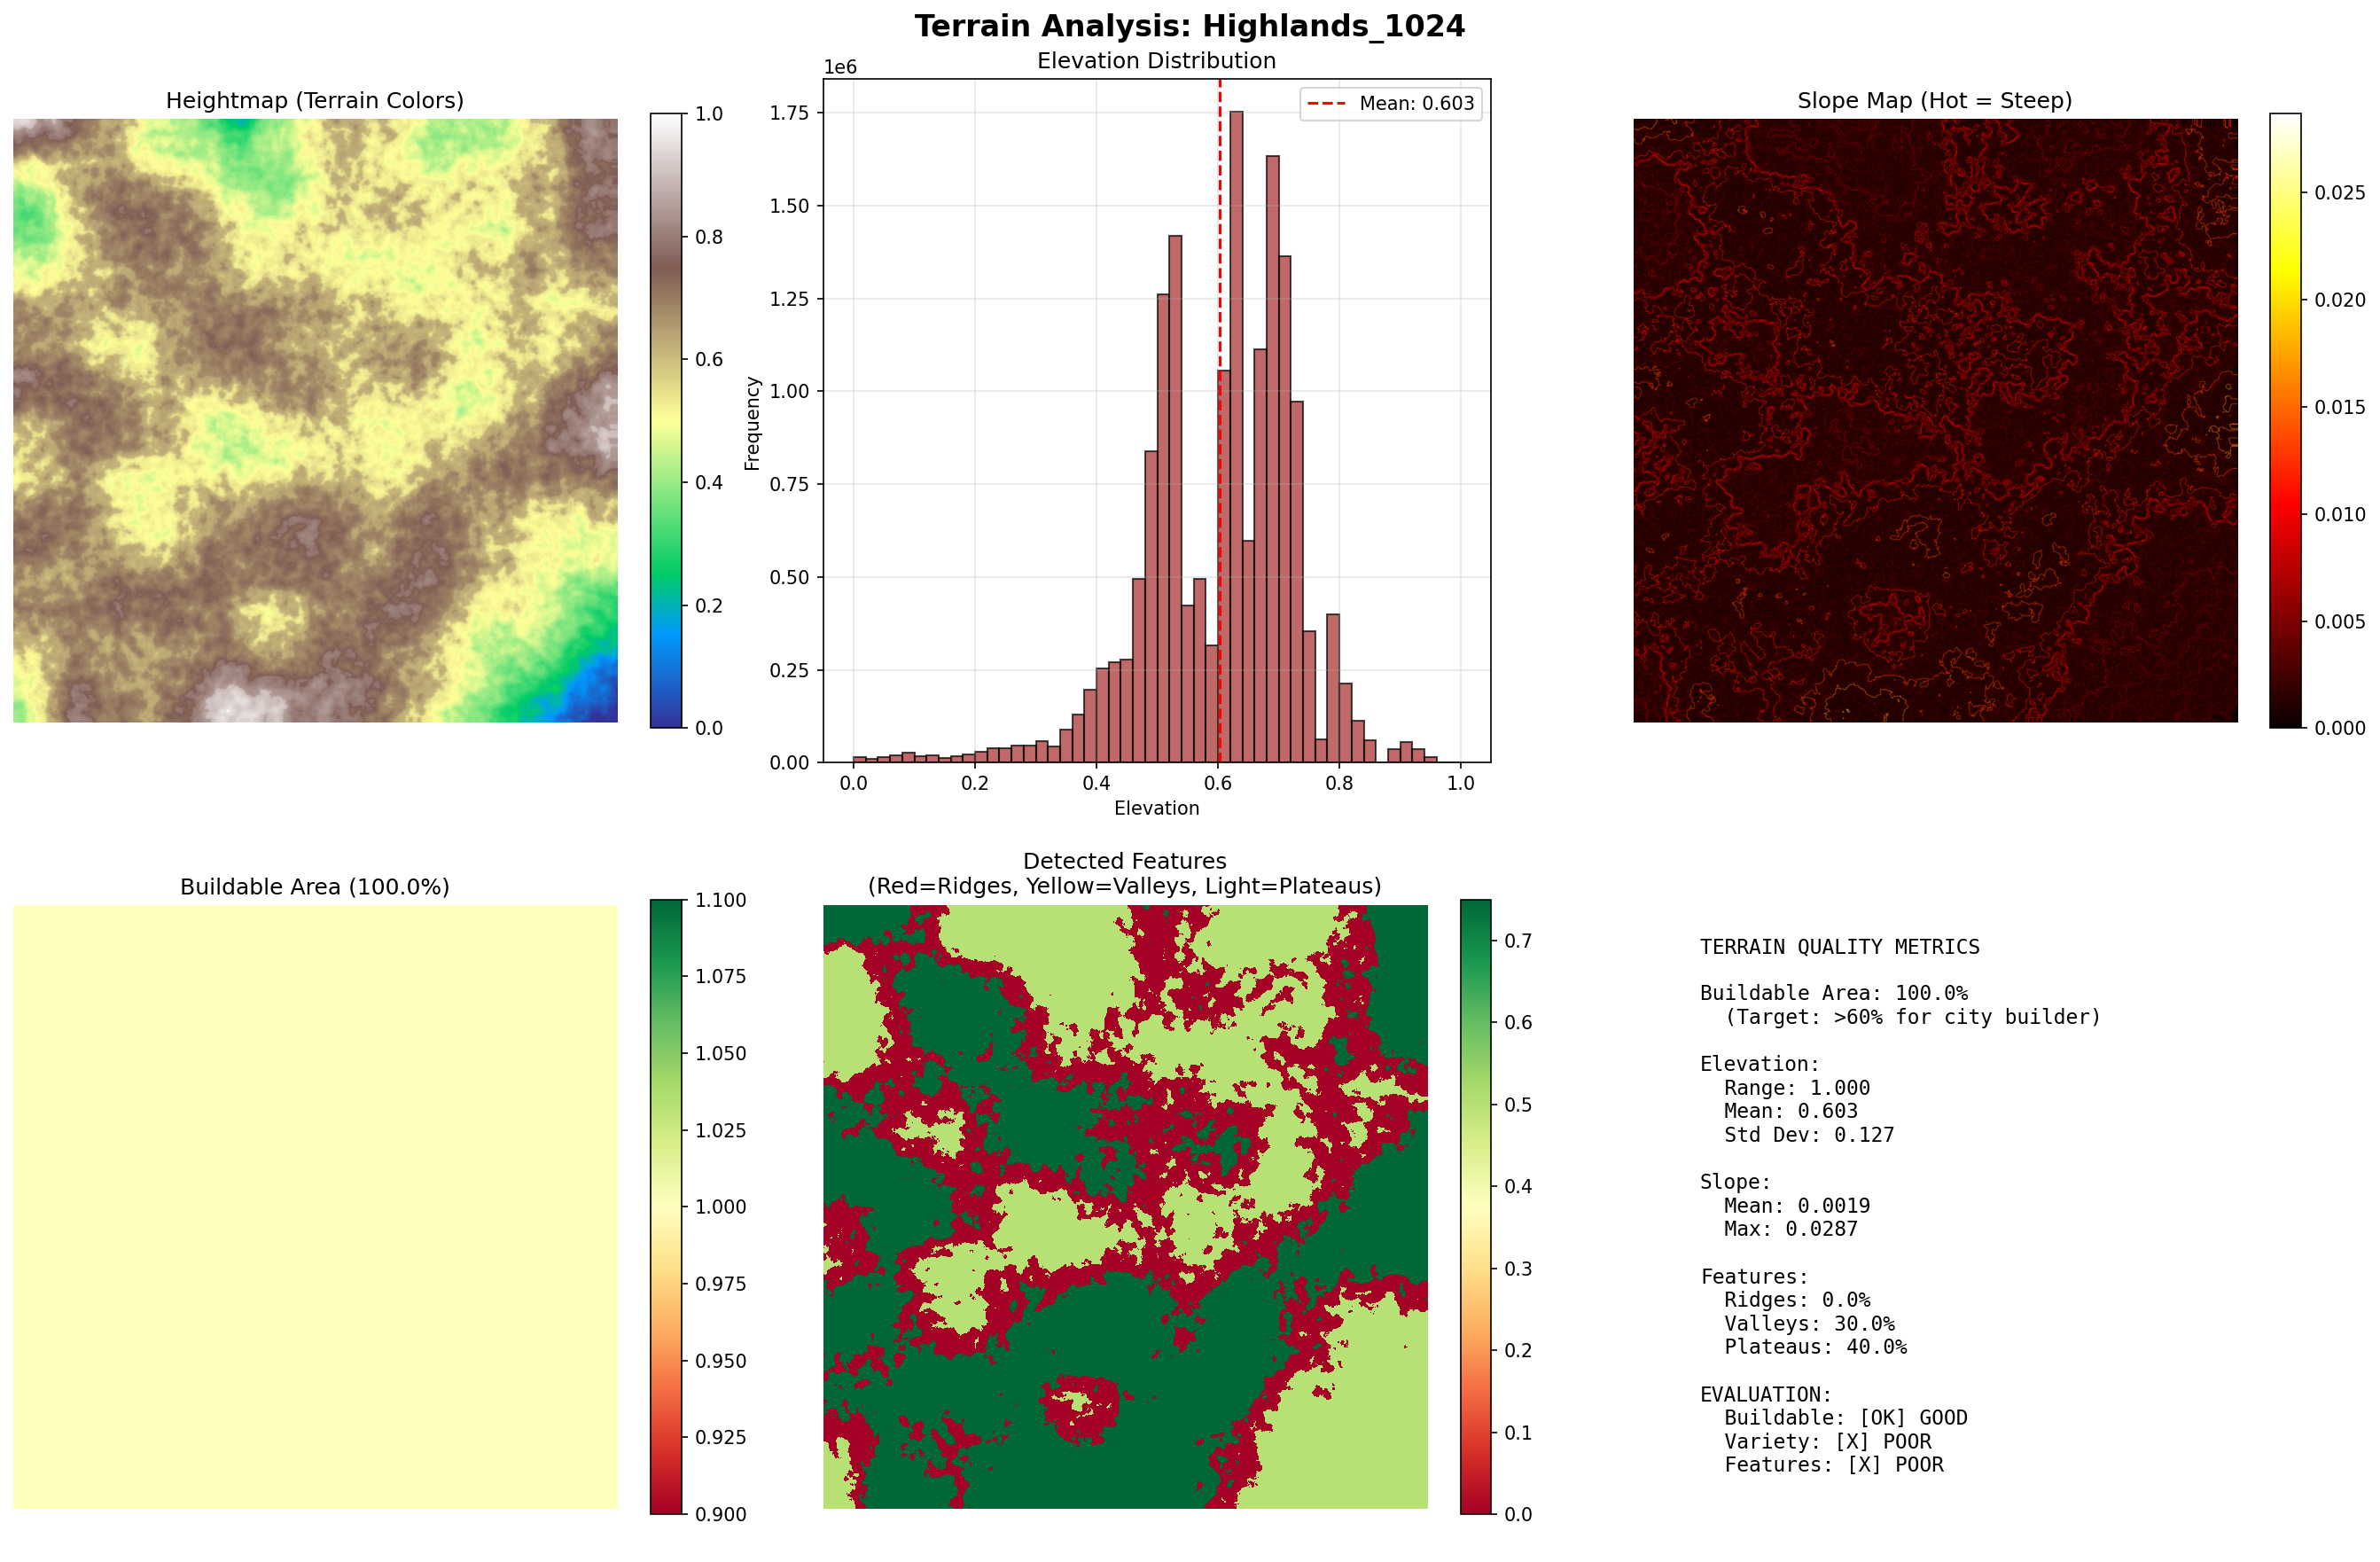 Terrain Analysis: Highlands_1024
Heightmap (Terrain Colors)
1.0
0.8
0.6
0.4
0.2
0.0
Elevation Distribution
1e6
Mean: 0.603
Frequency
1.75
1.50
1.25
1.00
0.75
0.50
0.25
0.00
0.0 0.2 0.4 0.6 0.8 1.0
Elevation
Slope Map (Hot = Steep)
0.025
0.020
0.015
0.010
0.005
0.000
Buildable Area (100.0%)
1.100
1.075
1.050
1.025
1.000
0.975
0.950
0.925
0.900
Detected Features
(Red=Ridges, Yellow=Valleys, Light=Plateaus)
0.7
0.6
0.5
0.4
0.3
0.2
0.1
0.0
TERRAIN QUALITY METRICS
Buildable Area: 100.0%
(Target: >60% for city builder)
Elevation:
Range: 1.000
Mean: 0.603
Std Dev: 0.127
Slope:
Mean: 0.0019
Max: 0.0287
Features:
Ridges: 0.0%
Valleys: 30.0%
Plateaus: 40.0%
EVALUATION:
Buildable: [OK] GOOD
Variety: [X] POOR
Features: [X] POOR